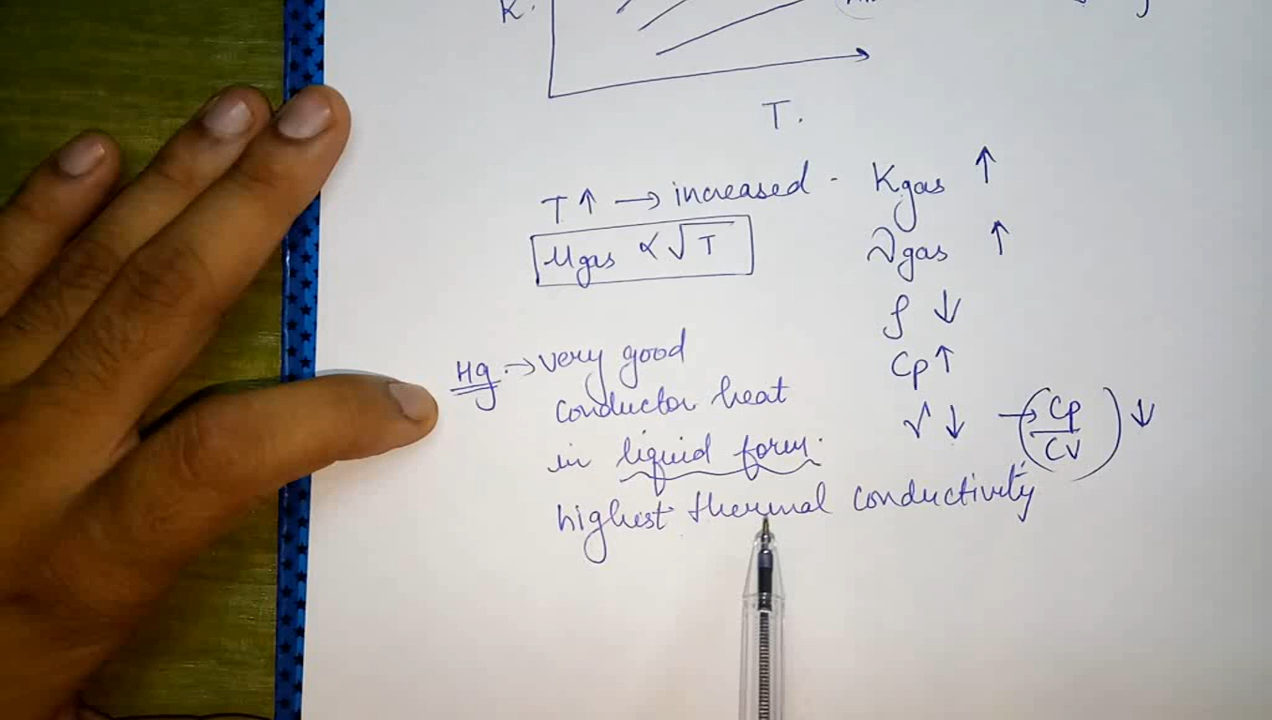 K.
T.
T↑ → increased - Kgas ↑
μgas ∝ √T
νgas ↑
ρ ↓
Cp↑
γ ↓ → (Cp/Cv) ↓
Hg → very good
conductor heat
in liquid form.
highest thermal conductivity